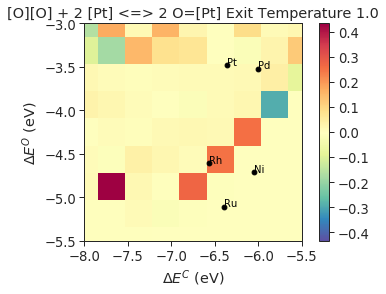 [O][O] + 2 [Pt] <=> 2 O=[Pt] Exit Temperature 1.0
−3.0
−3.5
−4.0
−4.5
−5.0
−5.5
ΔE^O (eV)
Pt
Pd
Rh
Ni
Ru
−8.0 −7.5 −7.0 −6.5 −6.0 −5.5
ΔE^C (eV)
0.4
0.3
0.2
0.1
0.0
−0.1
−0.2
−0.3
−0.4